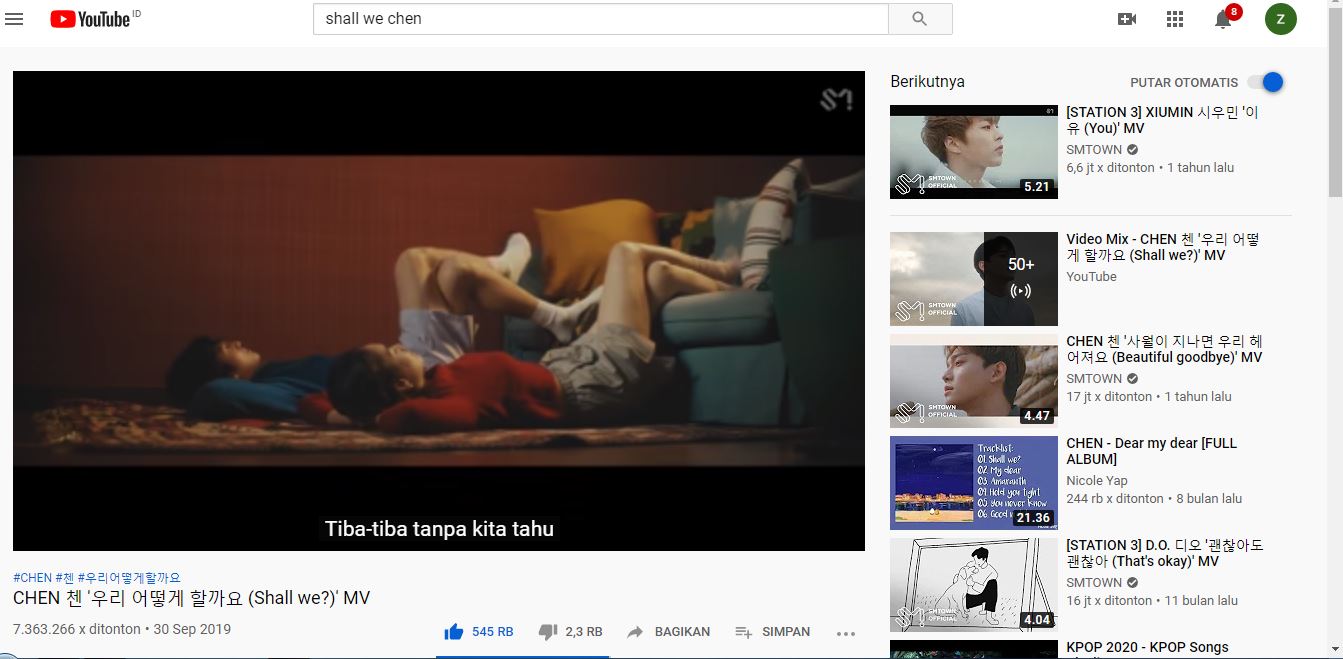 YouTube ID
shall we chen
8
Z
SM
Tiba-tiba tanpa kita tahu
#CHEN #첸 #우리어떻게할까요
CHEN 첸 '우리 어떻게 할까요 (Shall we?)' MV
7.363.266 x ditonton • 30 Sep 2019
545 RB
2,3 RB
BAGIKAN
SIMPAN
Berikutnya
PUTAR OTOMATIS
SMTOWN
OFFICIAL
5.21
[STATION 3] XIUMIN 시우민 '이
유 (You)' MV
SMTOWN
6,6 jt x ditonton • 1 tahun lalu
50+
SMTOWN
OFFICIAL
Video Mix - CHEN 첸 '우리 어떻
게 할까요 (Shall we?)' MV
YouTube
SMTOWN
OFFICIAL
4.47
CHEN 첸 '사월이 지나면 우리 헤
어져요 (Beautiful goodbye)' MV
SMTOWN
17 jt x ditonton • 1 tahun lalu
Tracklist:
01 Shall we?
02 My dear
03 Amaranth
04 Hold you tight
05 You never know
06 Good
21.36
CHEN - Dear my dear [FULL
ALBUM]
Nicole Yap
244 rb x ditonton • 8 bulan lalu
SMTOWN
OFFICIAL
4.04
[STATION 3] D.O. 디오 '괜찮아도
괜찮아 (That's okay)' MV
SMTOWN
16 jt x ditonton • 11 bulan lalu
KPOP 2020 - KPOP Songs